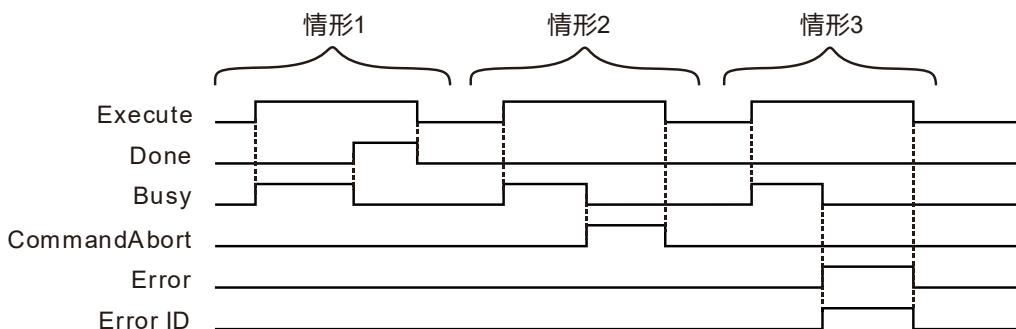 情形1 情形2 情形3
Execute
Done
Busy
CommandAbort
Error
Error ID